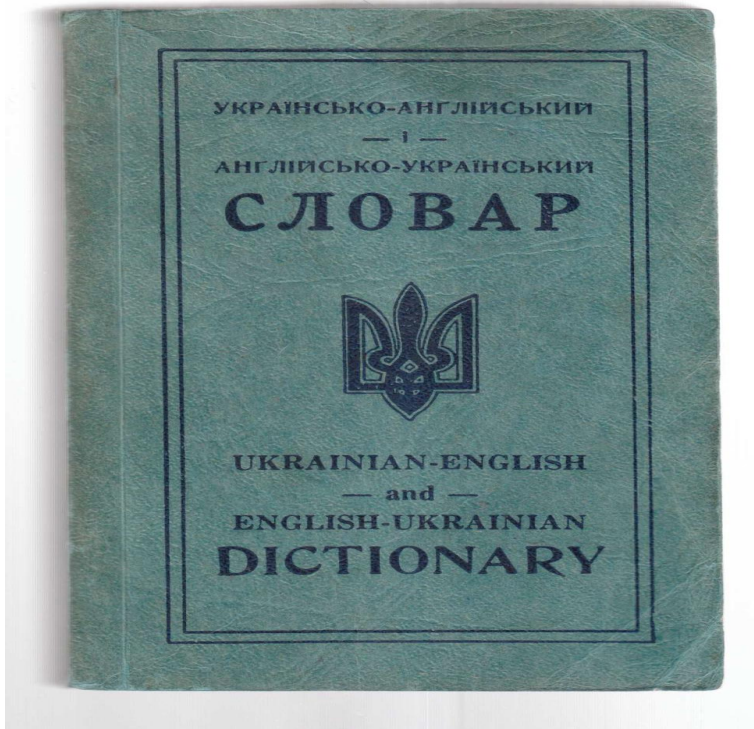 УКРАЇНСЬКО-АНГЛІЙСЬКИЙ
— і —
АНГЛІЙСЬКО-УКРАЇНСЬКИЙ
СЛОВАР
UKRAINIAN-ENGLISH
— and —
ENGLISH-UKRAINIAN
DICTIONARY